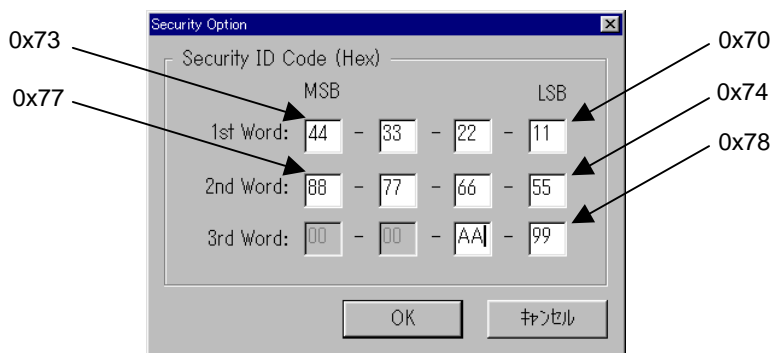 Security Option
0x73
Security ID Code (Hex)
0x70
MSB LSB
0x77
0x74
1st Word: 44 - 33 - 22 - 11
0x78
2nd Word: 88 - 77 - 66 - 55
3rd Word: 00 - 00 - AA - 99
OK キャンセル